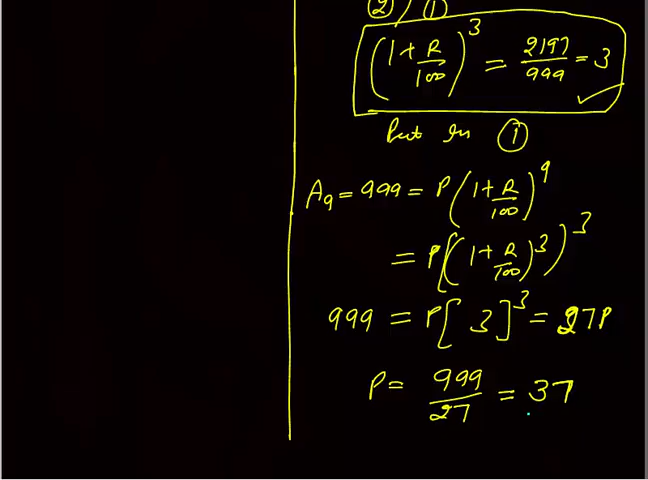 ② / ①
(1+R/100)^3 = 2197/999 = 3
Put in ①
A9 = 999 = P(1+R/100)^9
= P[(1+R/100)^3)^3
999 = P[3]^3 = 27P
P = 999/27 = 37